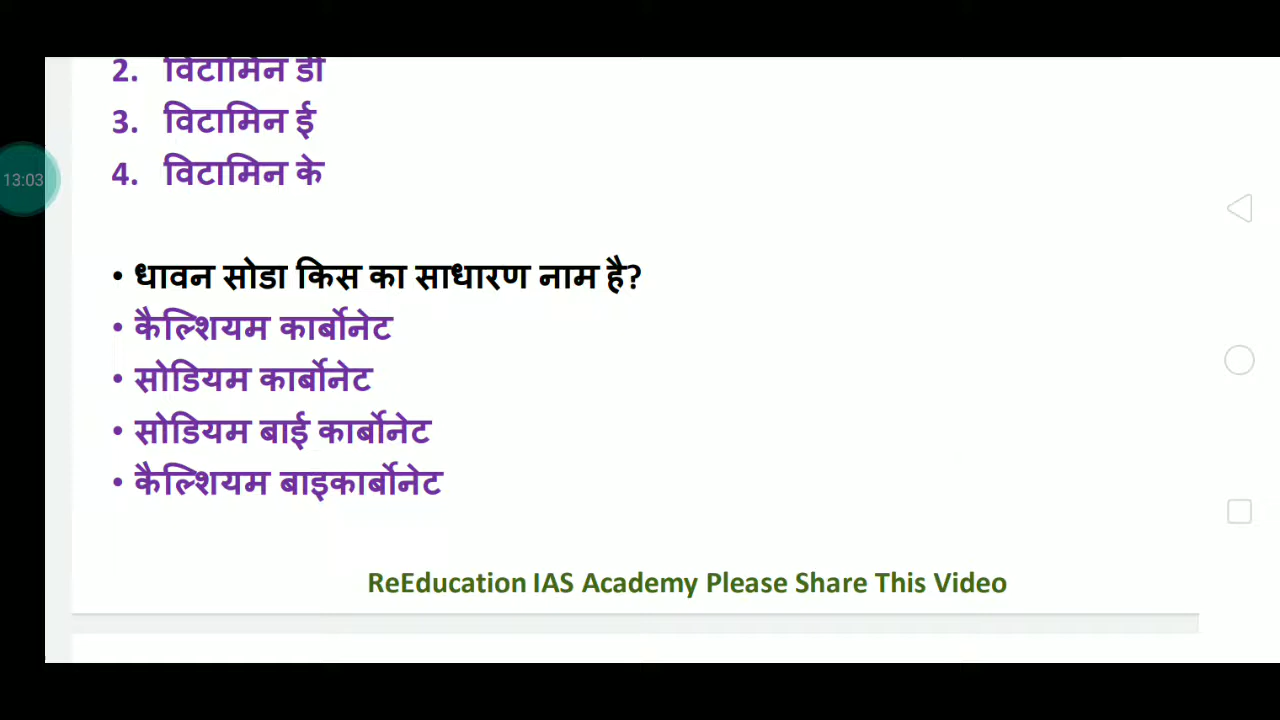 2. विटामिन डी
3. विटामिन ई
4. विटामिन के
13:03
• धावन सोडा किस का साधारण नाम है?
• कैल्शियम कार्बोनेट
• सोडियम कार्बोनेट
• सोडियम बाई कार्बोनेट
• कैल्शियम बाइकार्बोनेट
ReEducation IAS Academy Please Share This Video